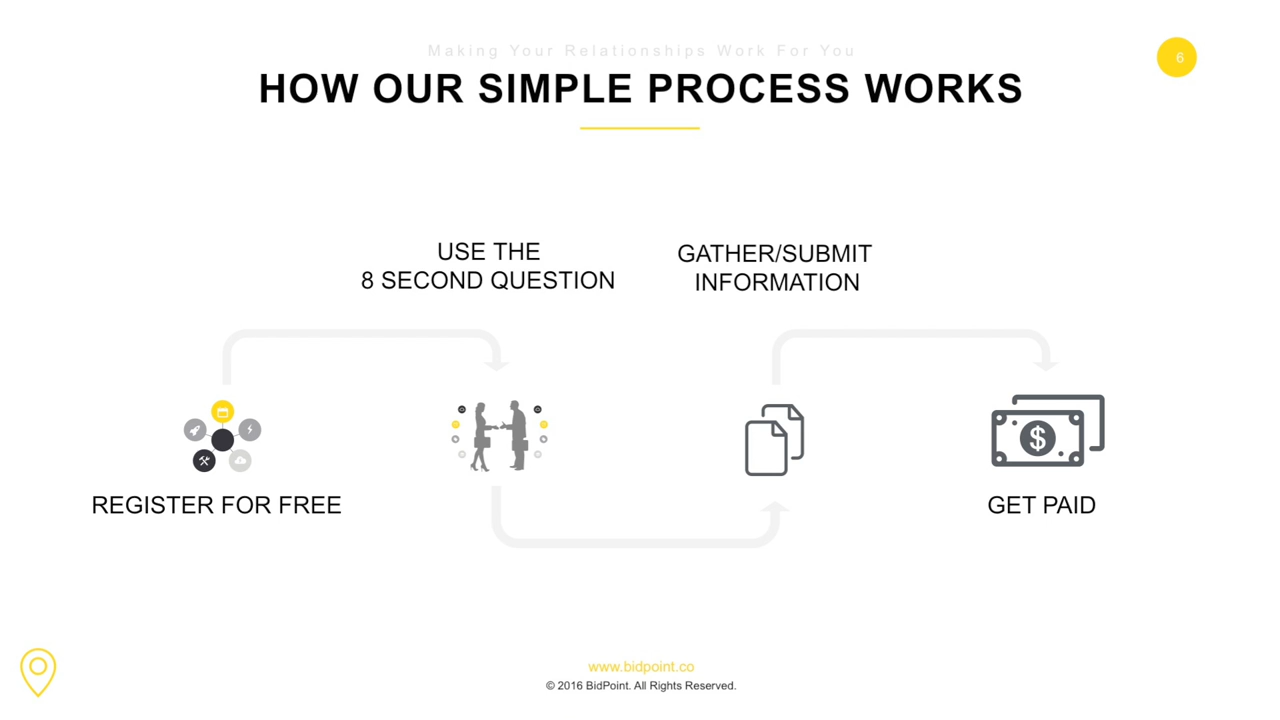 Making Your Relationships Work For You
6
HOW OUR SIMPLE PROCESS WORKS
USE THE
8 SECOND QUESTION
GATHER/SUBMIT
INFORMATION
$
REGISTER FOR FREE
GET PAID
www.bidpoint.co
© 2016 BidPoint. All Rights Reserved.